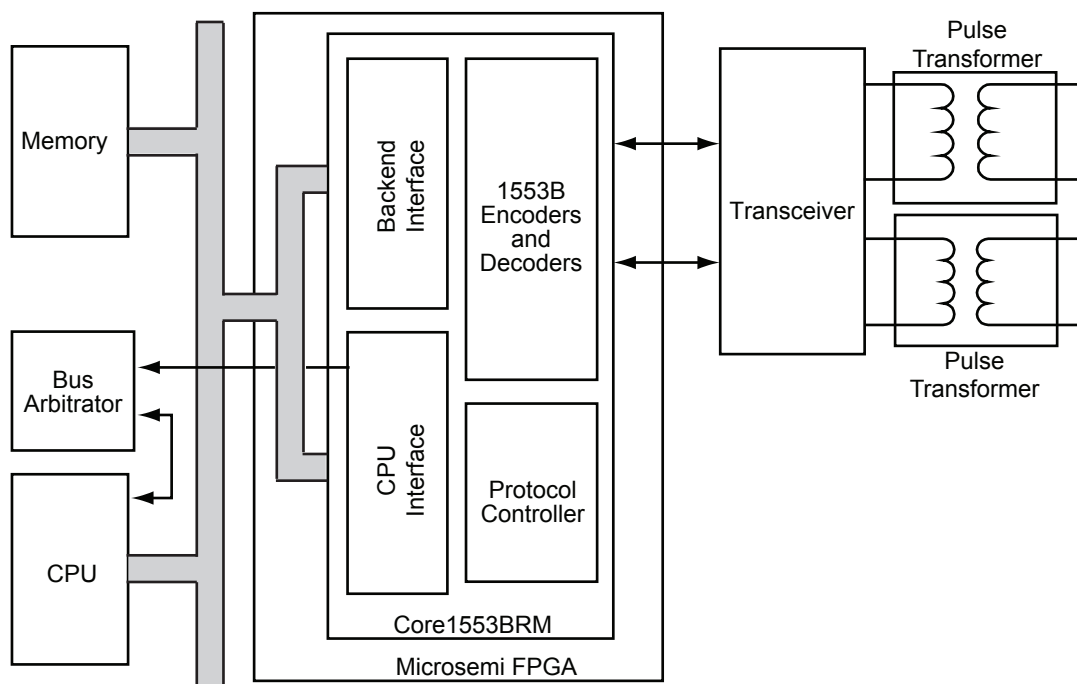 Memory
Bus
Arbitrator
CPU
Backend
Interface
CPU
Interface
1553B
Encoders
and
Decoders
Protocol
Controller
Core1553BRM
Microsemi FPGA
Transceiver
Pulse
Transformer
Pulse
Transformer